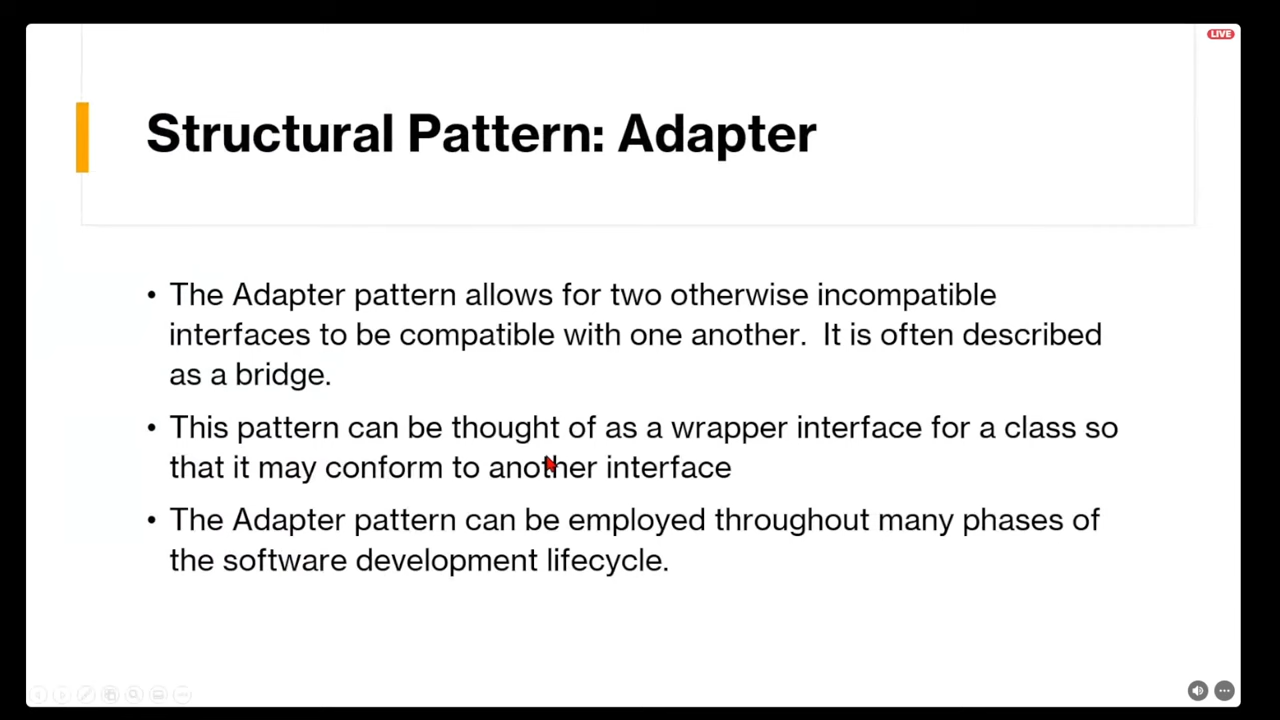 LIVE
Structural Pattern: Adapter
• The Adapter pattern allows for two otherwise incompatible
interfaces to be compatible with one another.  It is often described
as a bridge.
• This pattern can be thought of as a wrapper interface for a class so
that it may conform to another interface
• The Adapter pattern can be employed throughout many phases of
the software development lifecycle.